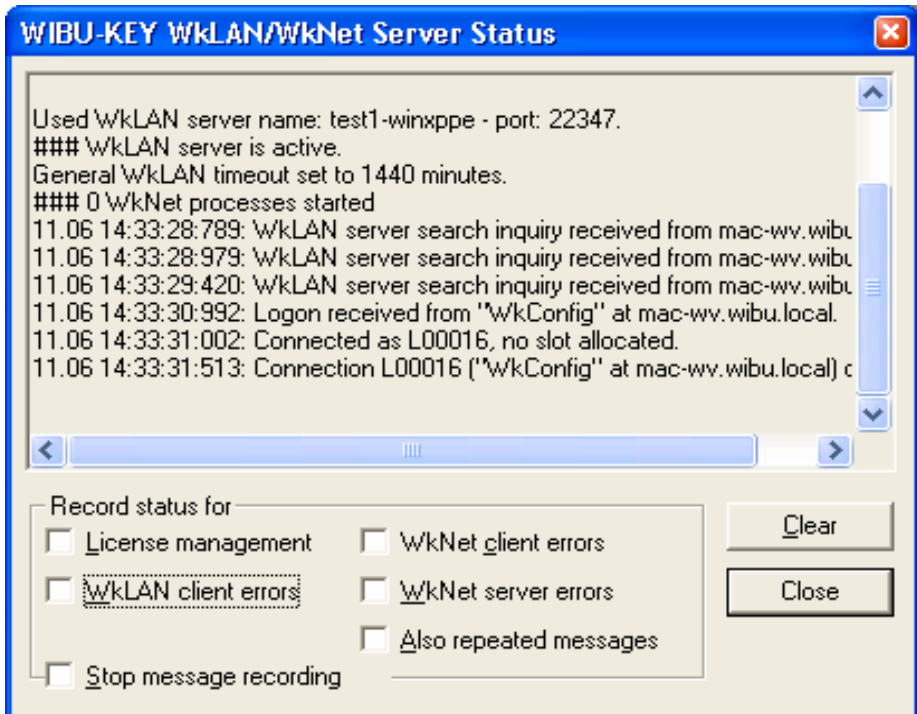 WIBU-KEY WkLAN/WkNet Server Status
Used WkLAN server name: test1-winxppe - port: 22347.
### WkLAN server is active.
General WkLAN timeout set to 1440 minutes.
### 0 WkNet processes started
11.06 14:33:28:789: WkLAN server search inquiry received from mac-wv.wibu
11.06 14:33:28:979: WkLAN server search inquiry received from mac-wv.wibu
11.06 14:33:29:420: WkLAN server search inquiry received from mac-wv.wibu
11.06 14:33:30:992: Logon received from "WkConfig" at mac-wv.wibu.local.
11.06 14:33:31:002: Connected as L00016, no slot allocated.
11.06 14:33:31:513: Connection L00016 ("WkConfig" at mac-wv.wibu.local)
Record status for
License management
WkNet client errors
Clear
WkLAN client errors
WkNet server errors
Close
Also repeated messages
Stop message recording